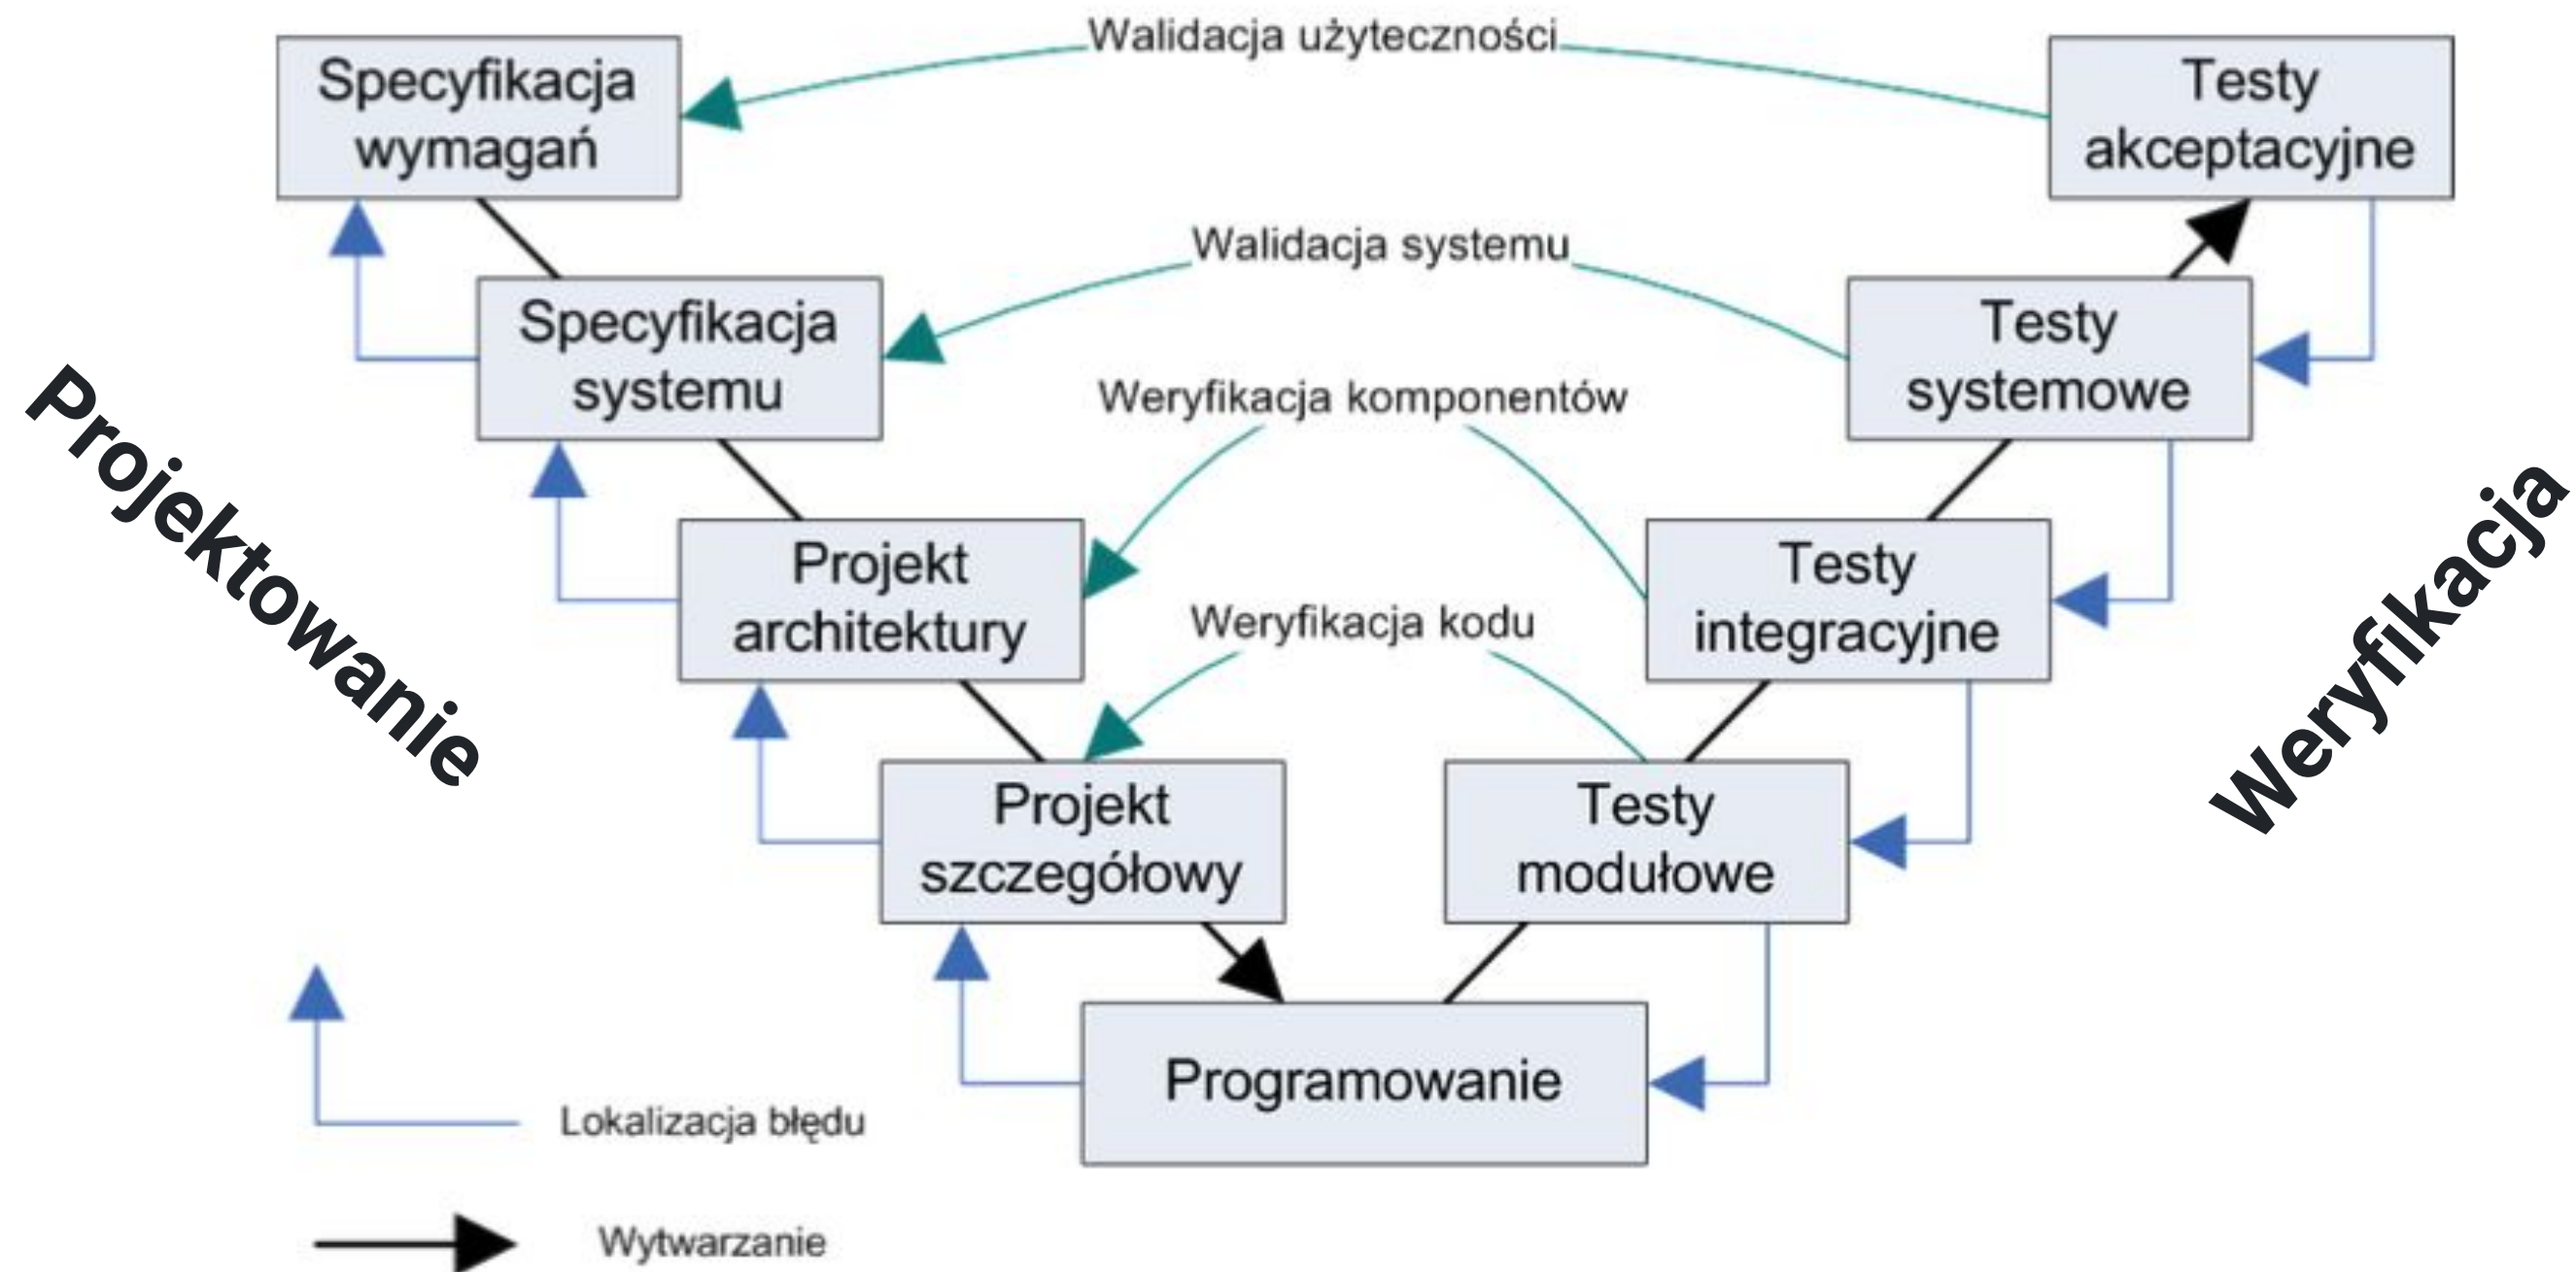 Walidacja użyteczności
Specyfikacja
wymagań
Testy
akceptacyjne
Walidacja systemu
Specyfikacja
systemu
Testy
systemowe
Weryfikacja komponentów
Projektowanie
Weryfikacja
Projekt
architektury
Testy
integracyjne
Weryfikacja kodu
Projekt
szczegółowy
Testy
modułowe
Programowanie
Lokalizacja błędu
Wytwarzanie